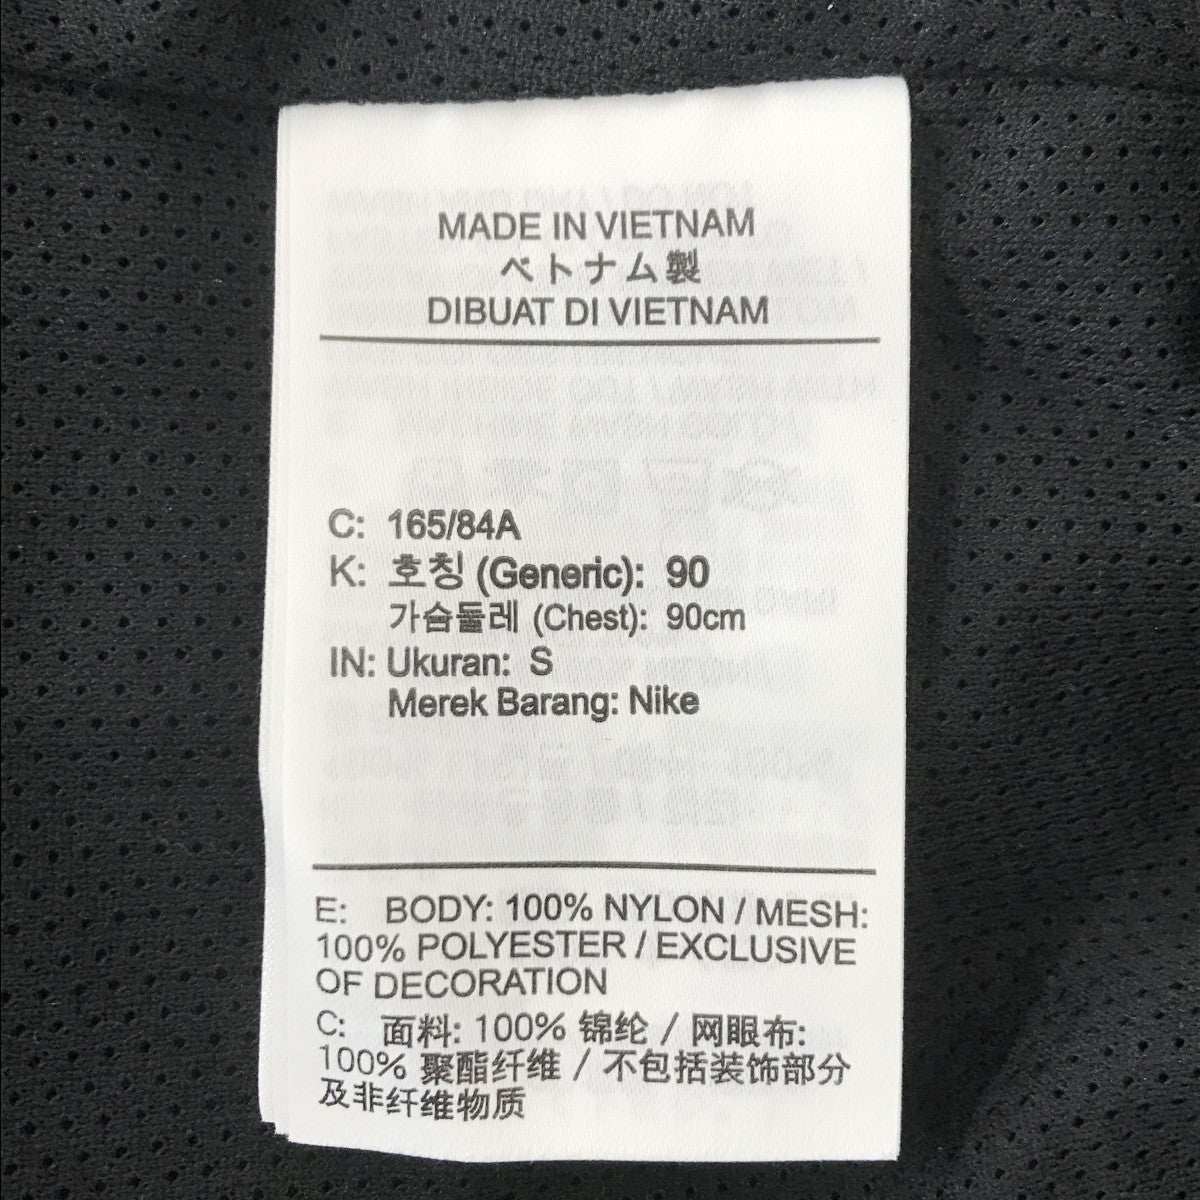 MADE IN VIETNAM
ベトナム製
DIBUAT DI VIETNAM
C: 165/84A
K: 호칭 (Generic): 90
가슴둘레 (Chest): 90cm
IN: Ukuran: S
Merek Barang: Nike
E: BODY: 100% NYLON / MESH:
100% POLYESTER / EXCLUSIVE
OF DECORATION
C: 面料: 100% 锦纶 / 网眼布:
100% 聚酯纤维 / 不包括装饰部分
及非纤维物质